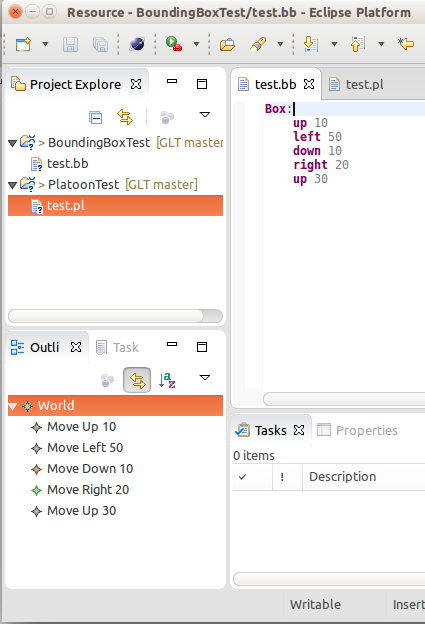 Resource - BoundingBoxTest/test.bb - Eclipse Platform
Project Explore
> BoundingBoxTest [GLT master
test.bb
> PlatoonTest [GLT master]
test.pl
test.bb
test.pl
Box:
up 10
left 50
down 10
right 20
up 30
Outli
Task
World
Move Up 10
Move Left 50
Move Down 10
Move Right 20
Move Up 30
Tasks
Properties
0 items
! Description
Writable
Insert